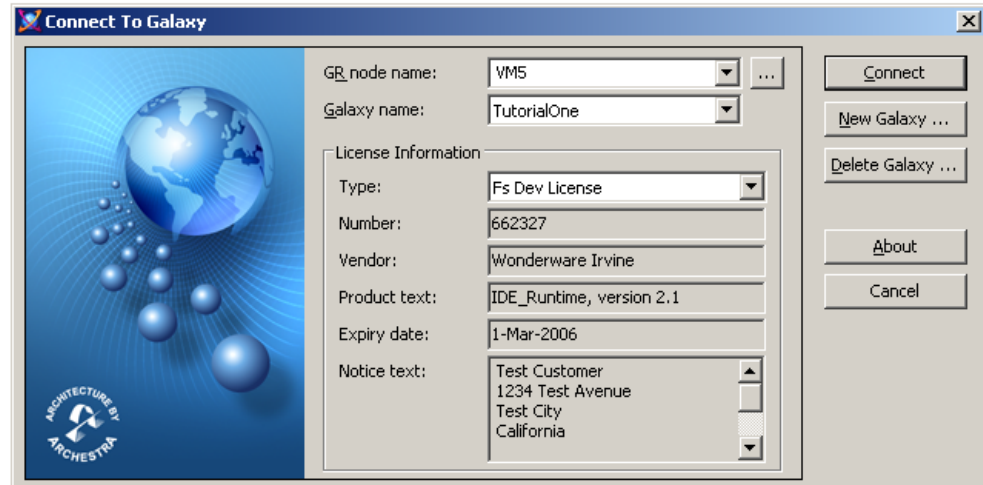 Connect To Galaxy
GR node name:
VM5
...
Connect
Galaxy name:
TutorialOne
New Galaxy ...
Delete Galaxy ...
License Information
Type:
Fs Dev License
Number:
662327
Vendor:
Wonderware Irvine
About
Product text:
IDE_Runtime, version 2.1
Cancel
Expiry date:
1-Mar-2006
Notice text:
Test Customer
1234 Test Avenue
Test City
California
ARCHITECTURE BY
ARCHESTRA